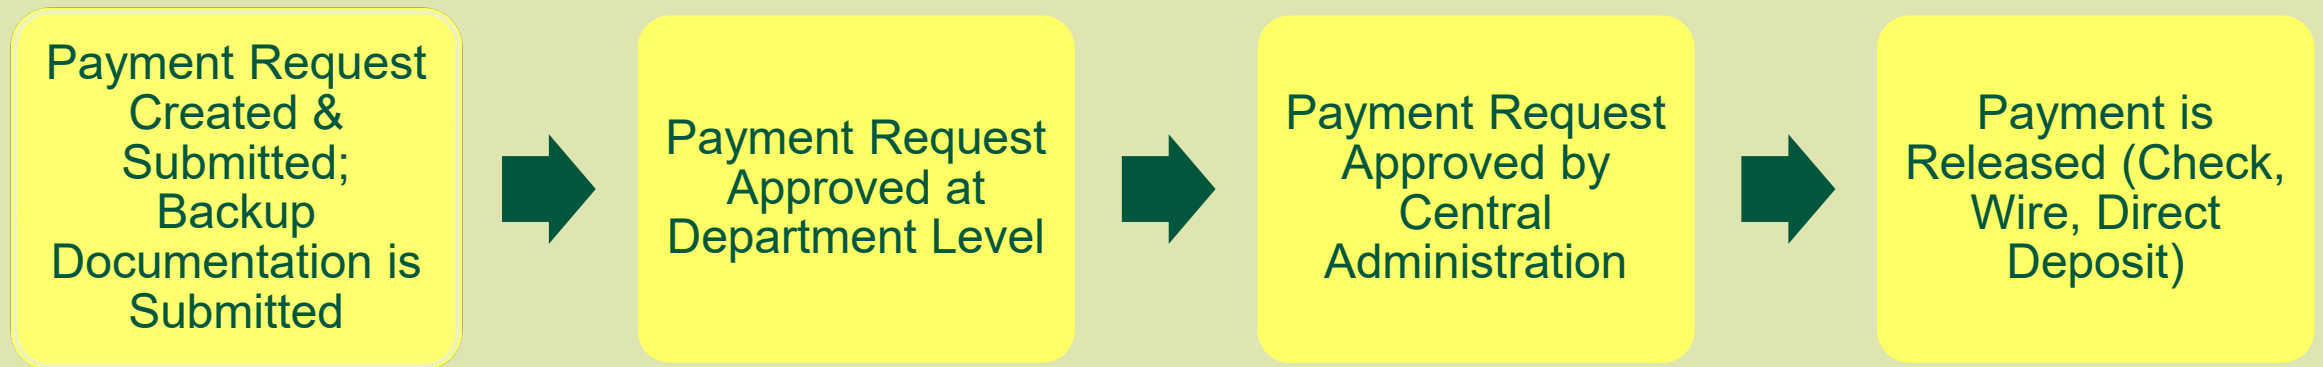 Payment Request
Created &
Submitted;
Backup
Documentation is
Submitted
Payment Request
Approved at
Department Level
Payment Request
Approved by
Central
Administration
Payment is
Released (Check,
Wire, Direct
Deposit)